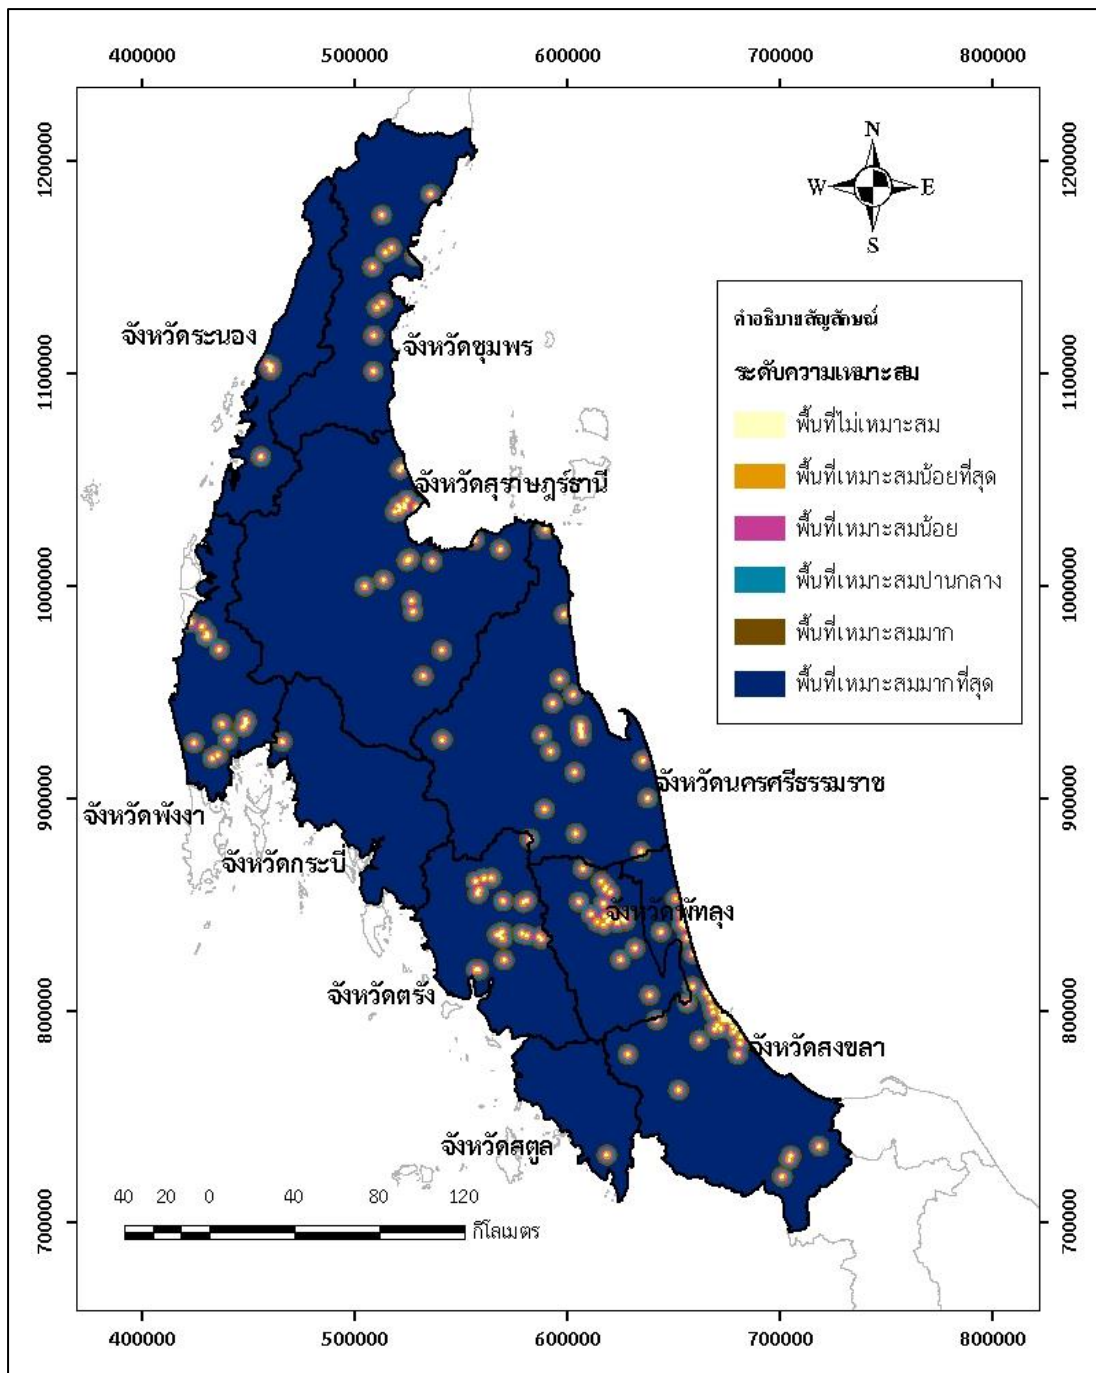 400000 500000 600000 700000 800000
1200000 1200000
N
W E
S
คำอธิบายสัญลักษณ์
ระดับความเหมาะสม
พื้นที่ไม่เหมาะสม
พื้นที่เหมาะสมน้อยที่สุด
พื้นที่เหมาะสมน้อย
พื้นที่เหมาะสมปานกลาง
พื้นที่เหมาะสมมาก
พื้นที่เหมาะสมมากที่สุด
จังหวัดระนอง
จังหวัดชุมพร
1100000 1100000
จังหวัดสุราษฎร์ธานี
1000000 1000000
จังหวัดนครศรีธรรมราช
900000 900000
จังหวัดพังงา
จังหวัดกระบี่
จังหวัดพัทลุง
จังหวัดตรัง
800000 800000
จังหวัดสงขลา
จังหวัดสตูล
40 20 0 40 80 120
กิโลเมตร
700000 700000
400000 500000 600000 700000 800000